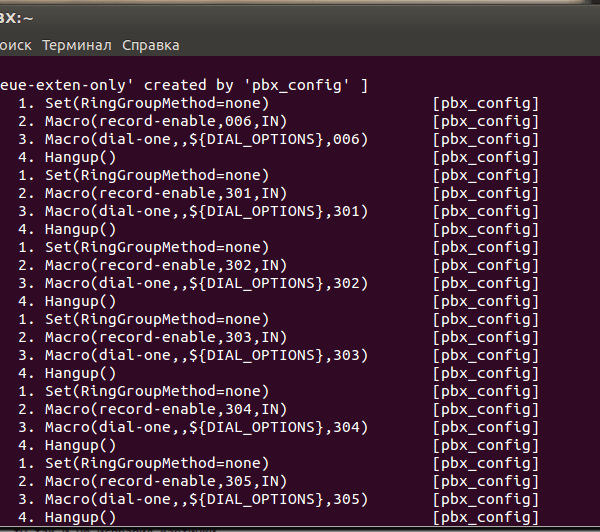 BX:~
оиск Терминал Справка
eue-exten-only' created by 'pbx_config' ]
1. Set(RingGroupMethod=none) [pbx_config]
2. Macro(record-enable,006,IN) [pbx_config]
3. Macro(dial-one,,${DIAL_OPTIONS},006) [pbx_config]
4. Hangup() [pbx_config]
1. Set(RingGroupMethod=none) [pbx_config]
2. Macro(record-enable,301,IN) [pbx_config]
3. Macro(dial-one,,${DIAL_OPTIONS},301) [pbx_config]
4. Hangup() [pbx_config]
1. Set(RingGroupMethod=none) [pbx_config]
2. Macro(record-enable,302,IN) [pbx_config]
3. Macro(dial-one,,${DIAL_OPTIONS},302) [pbx_config]
4. Hangup() [pbx_config]
1. Set(RingGroupMethod=none) [pbx_config]
2. Macro(record-enable,303,IN) [pbx_config]
3. Macro(dial-one,,${DIAL_OPTIONS},303) [pbx_config]
4. Hangup() [pbx_config]
1. Set(RingGroupMethod=none) [pbx_config]
2. Macro(record-enable,304,IN) [pbx_config]
3. Macro(dial-one,,${DIAL_OPTIONS},304) [pbx_config]
4. Hangup() [pbx_config]
1. Set(RingGroupMethod=none) [pbx_config]
2. Macro(record-enable,305,IN) [pbx_config]
3. Macro(dial-one,,${DIAL_OPTIONS},305) [pbx_config]
4. Hangup() [pbx_config]